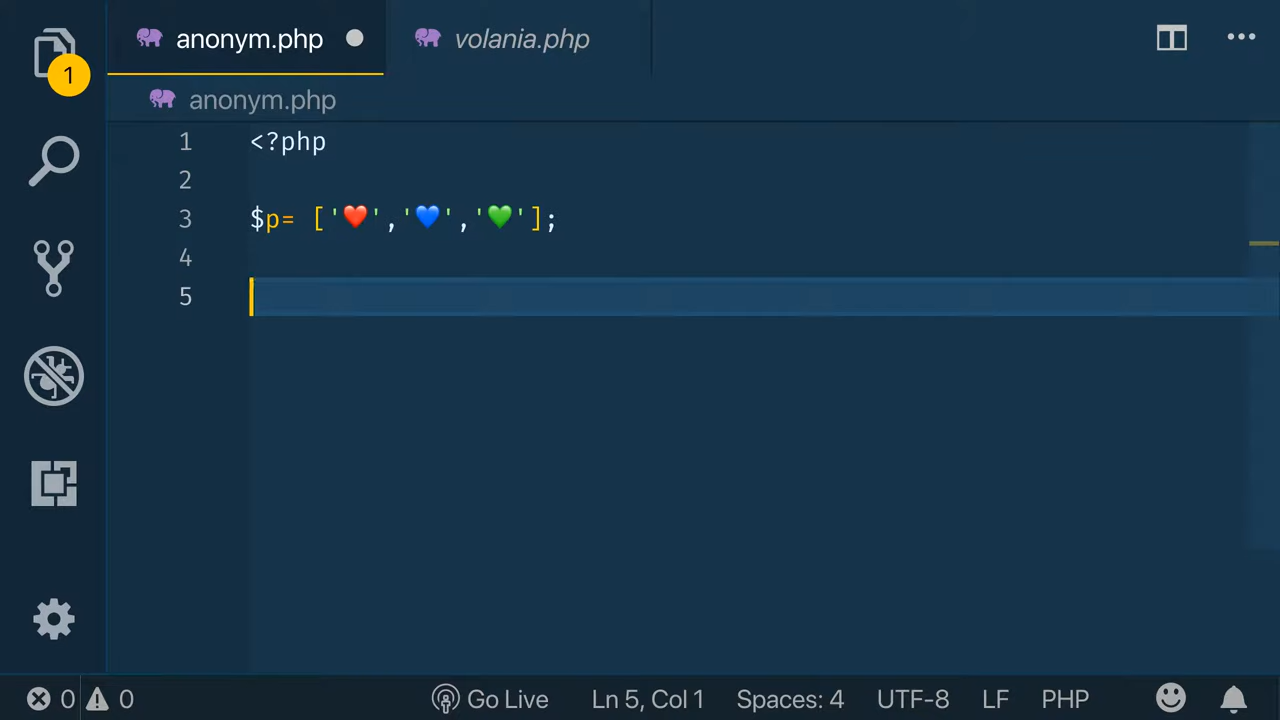 anonym.php
volania.php
1
anonym.php
1 <?php
2
3 $p= ['❤️','💙','💚'];
4
5
0 0 Go Live Ln 5, Col 1 Spaces: 4 UTF-8 LF PHP